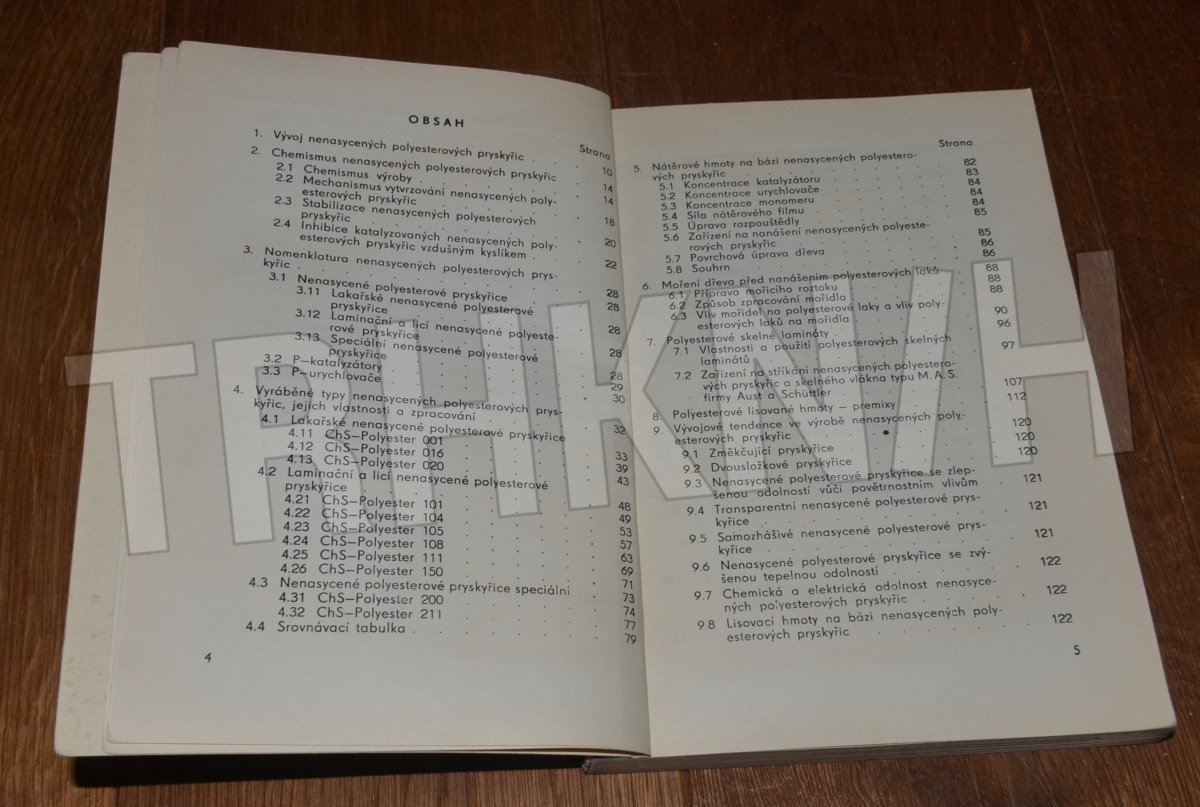 OBSAH
Strana
1. Vývoj nenasycených polyesterových pryskyřic . . 10
2. Chemismus nenasycených polyesterových pryskyřic . 14
2.1 Chemismus výroby . . . . . 14
2.2 Mechanismus vytvrzování nenasycených poly-
esterových pryskyřic . . . . . 18
2.3 Stabilizace nenasycených polyesterových
pryskyřic . . . . . 20
2.4 Inhibice katalyzovaných nenasycených poly-
esterových pryskyřic vzdušným kyslíkem . . 22
3. Nomenklatura nenasycených polyesterových prys-
kyřic . . . . . 28
3.1 Nenasycené polyesterové pryskyřice . . 28
3.11 Lakařské nenasycené polyesterové
pryskyřice . . . . . 28
3.12 Laminační a licí nenasycené polyeste-
rové pryskyřice . . . . . 28
3.13 Speciální nenasycené polyesterové
pryskyřice . . . . . 28
3.2 P—katalyzátory . . . . . 29
3.3 P—urychlovače . . . . . 30
4. Vyráběné typy nenasycených polyesterových prys-
kyřic, jejich vlastnosti a zpracování . . 32
4.1 Lakařské nenasycené polyesterové pryskyřice
4.11 ChS—Polyester 001 . . . . 33
4.12 ChS—Polyester 016 . . . . 39
4.13 ChS—Polyester 020 . . . . 43
4.2 Laminační a licí nenasycené polyesterové
pryskyřice . . . . . 48
4.21 ChS—Polyester 101 . . . . 49
4.22 ChS—Polyester 104 . . . . 53
4.23 ChS—Polyester 105 . . . . 57
4.24 ChS—Polyester 108 . . . . 63
4.25 ChS—Polyester 111 . . . . 69
4.26 ChS—Polyester 150 . . . . 71
4.3 Nenasycené polyesterové pryskyřice speciální . 73
4.31 ChS—Polyester 200 . . . . 74
4.32 ChS—Polyester 211 . . . . 77
4.4 Srovnávací tabulka . . . . . 79
4
Strana
5. Nátěrové hmoty na bázi nenasycených polyestero-
vých pryskyřic . . . . . 82
5.1 Koncentrace katalyzátoru . . . . 83
5.2 Koncentrace urychlovače . . . . 84
5.3 Koncentrace monomeru . . . . 84
5.4 Síla nátěrového filmu . . . . 84
5.5 Úprava rozpouštědly . . . . 85
5.6 Zařízení na nanášení nenasycených polyeste-
rových pryskyřic . . . . . 85
5.7 Povrchová úprava dřeva . . . . 86
5.8 Souhrn . . . . . 86
6. Moření dřeva před nanášením polyesterových laků . 88
6.1 Příprava mořicího roztoku . . . 88
6.2 Způsob zpracování mořidla . . . 88
6.3 Vliv mořidel na polyesterové laky a vliv poly-
esterových laků na mořidla . . . 90
7. Polyesterové skelné lamináty . . . . 96
7.1 Vlastnosti a použití polyesterových skelných
laminátů . . . . . 97
7.2 Zařízení na stříkání nenasycených polyestero-
vých pryskyřic a skelného vlákna typu M. A. S.
firmy Aust a Schüttler . . . . 107
8. Polyesterové lisované hmoty — premixy . . 112
9. Vývojové tendence ve výrobě nenasycených poly-
esterových pryskyřic . . . . 120
9.1 Změkčující pryskyřice . . . . 120
9.2 Dvousložkové pryskyřice . . . . 120
9.3 Nenasycené polyesterové pryskyřice se zlep-
šenou odolností vůči povětrnostním vlivům . 121
9.4 Transparentní nenasycené polyesterové prys-
kyřice . . . . . 121
9.5 Samozhášivé nenasycené polyesterové prys-
kyřice . . . . . 121
9.6 Nenasycené polyesterové pryskyřice se zvý-
šenou tepelnou odolností . . . . 122
9.7 Chemická a elektrická odolnost nenasyce-
ných polyesterových pryskyřic . . . 122
9.8 Lisovací hmoty na bázi nenasycených poly-
esterových pryskyřic . . . . 122
5